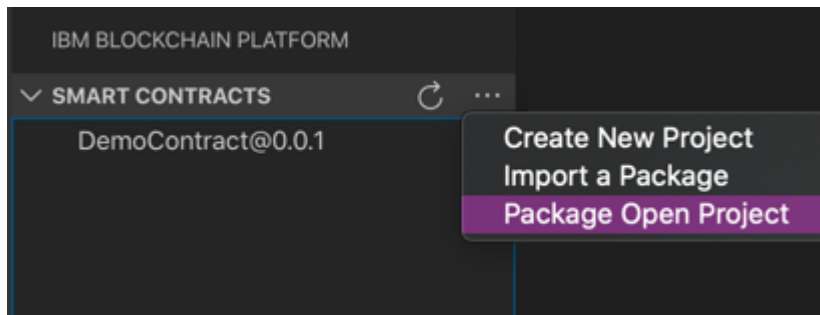 IBM BLOCKCHAIN PLATFORM
SMART CONTRACTS
DemoContract@0.0.1
Create New Project
Import a Package
Package Open Project